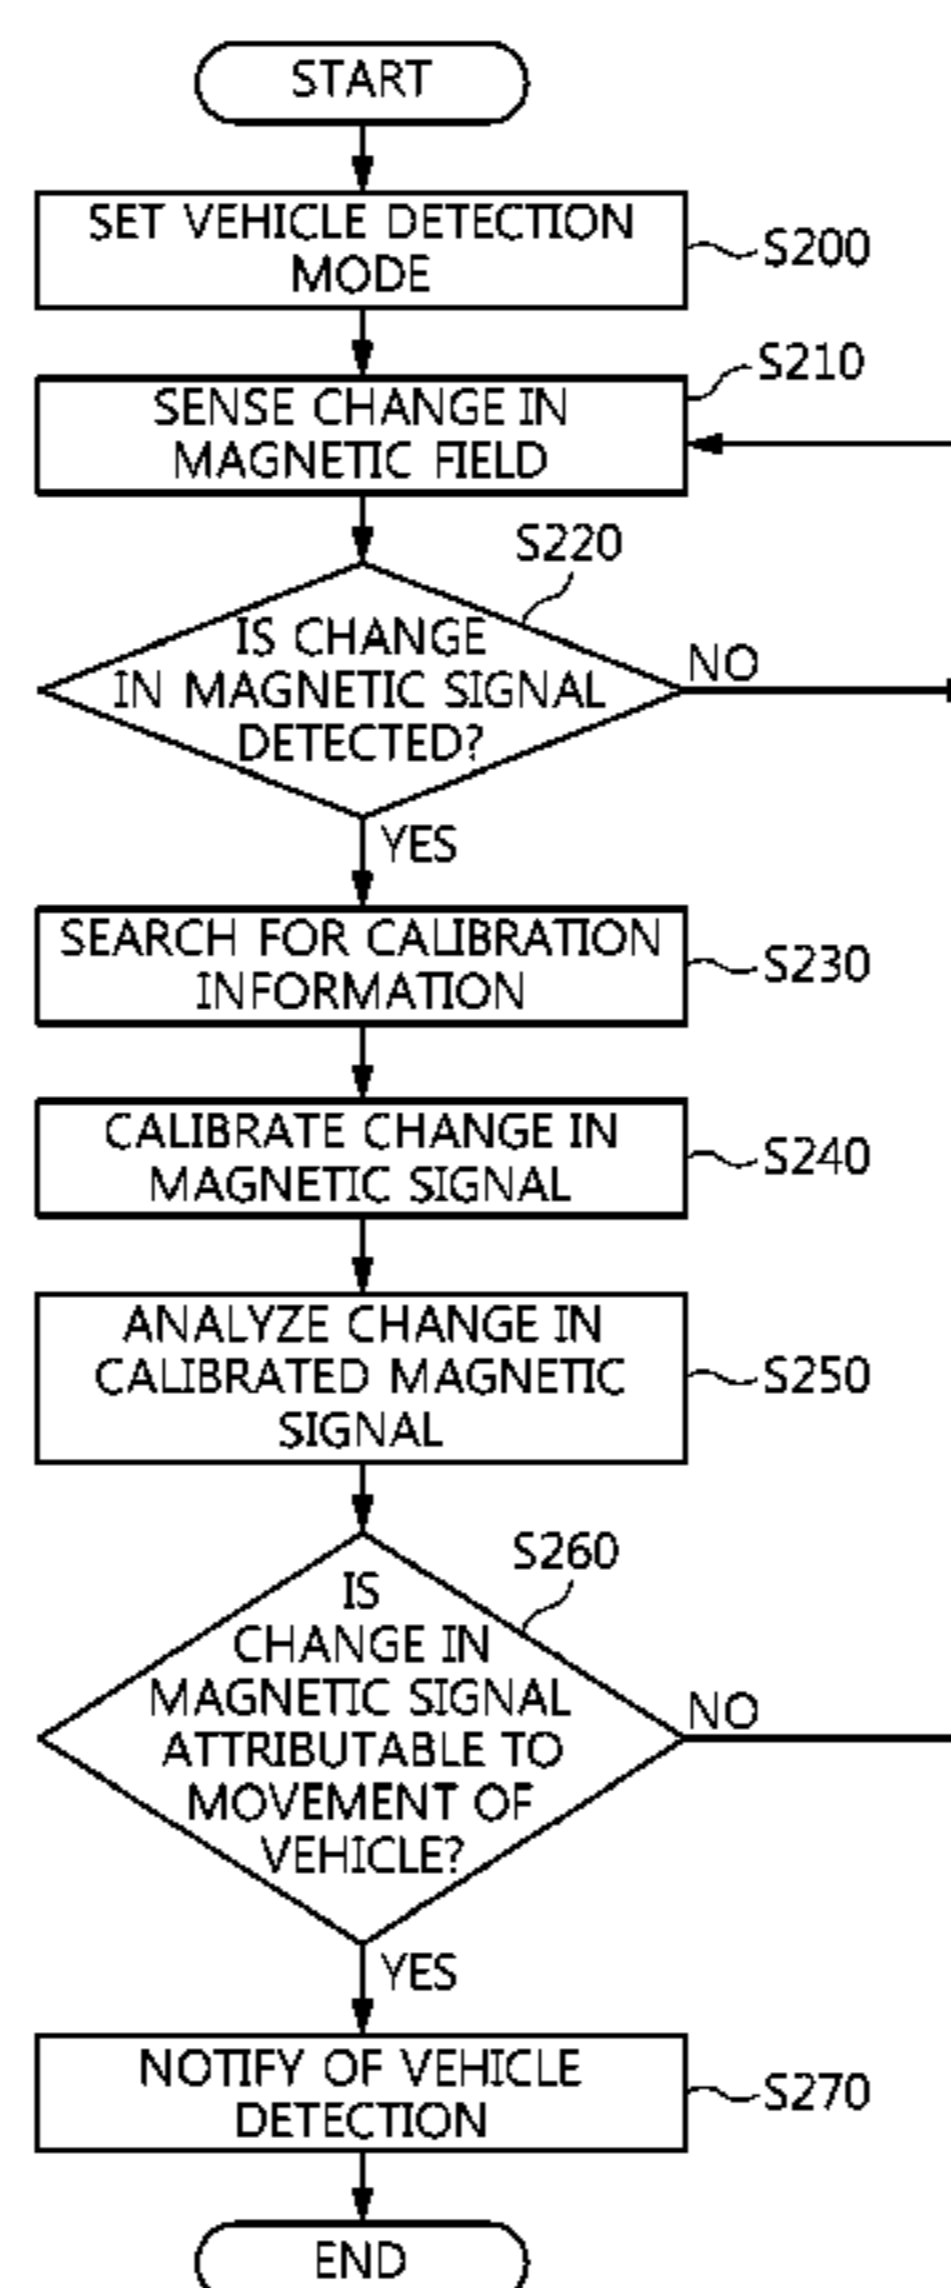 START
SET VEHICLE DETECTION
MODE
S200
S210
SENSE CHANGE IN
MAGNETIC FIELD
S220
IS CHANGE
IN MAGNETIC SIGNAL
DETECTED?
NO
YES
SEARCH FOR CALIBRATION
INFORMATION
S230
CALIBRATE CHANGE IN
MAGNETIC SIGNAL
S240
ANALYZE CHANGE IN
CALIBRATED MAGNETIC
SIGNAL
S250
S260
IS
CHANGE IN
MAGNETIC SIGNAL
ATTRIBUTABLE TO
MOVEMENT OF
VEHICLE?
NO
YES
NOTIFY OF VEHICLE
DETECTION
S270
END